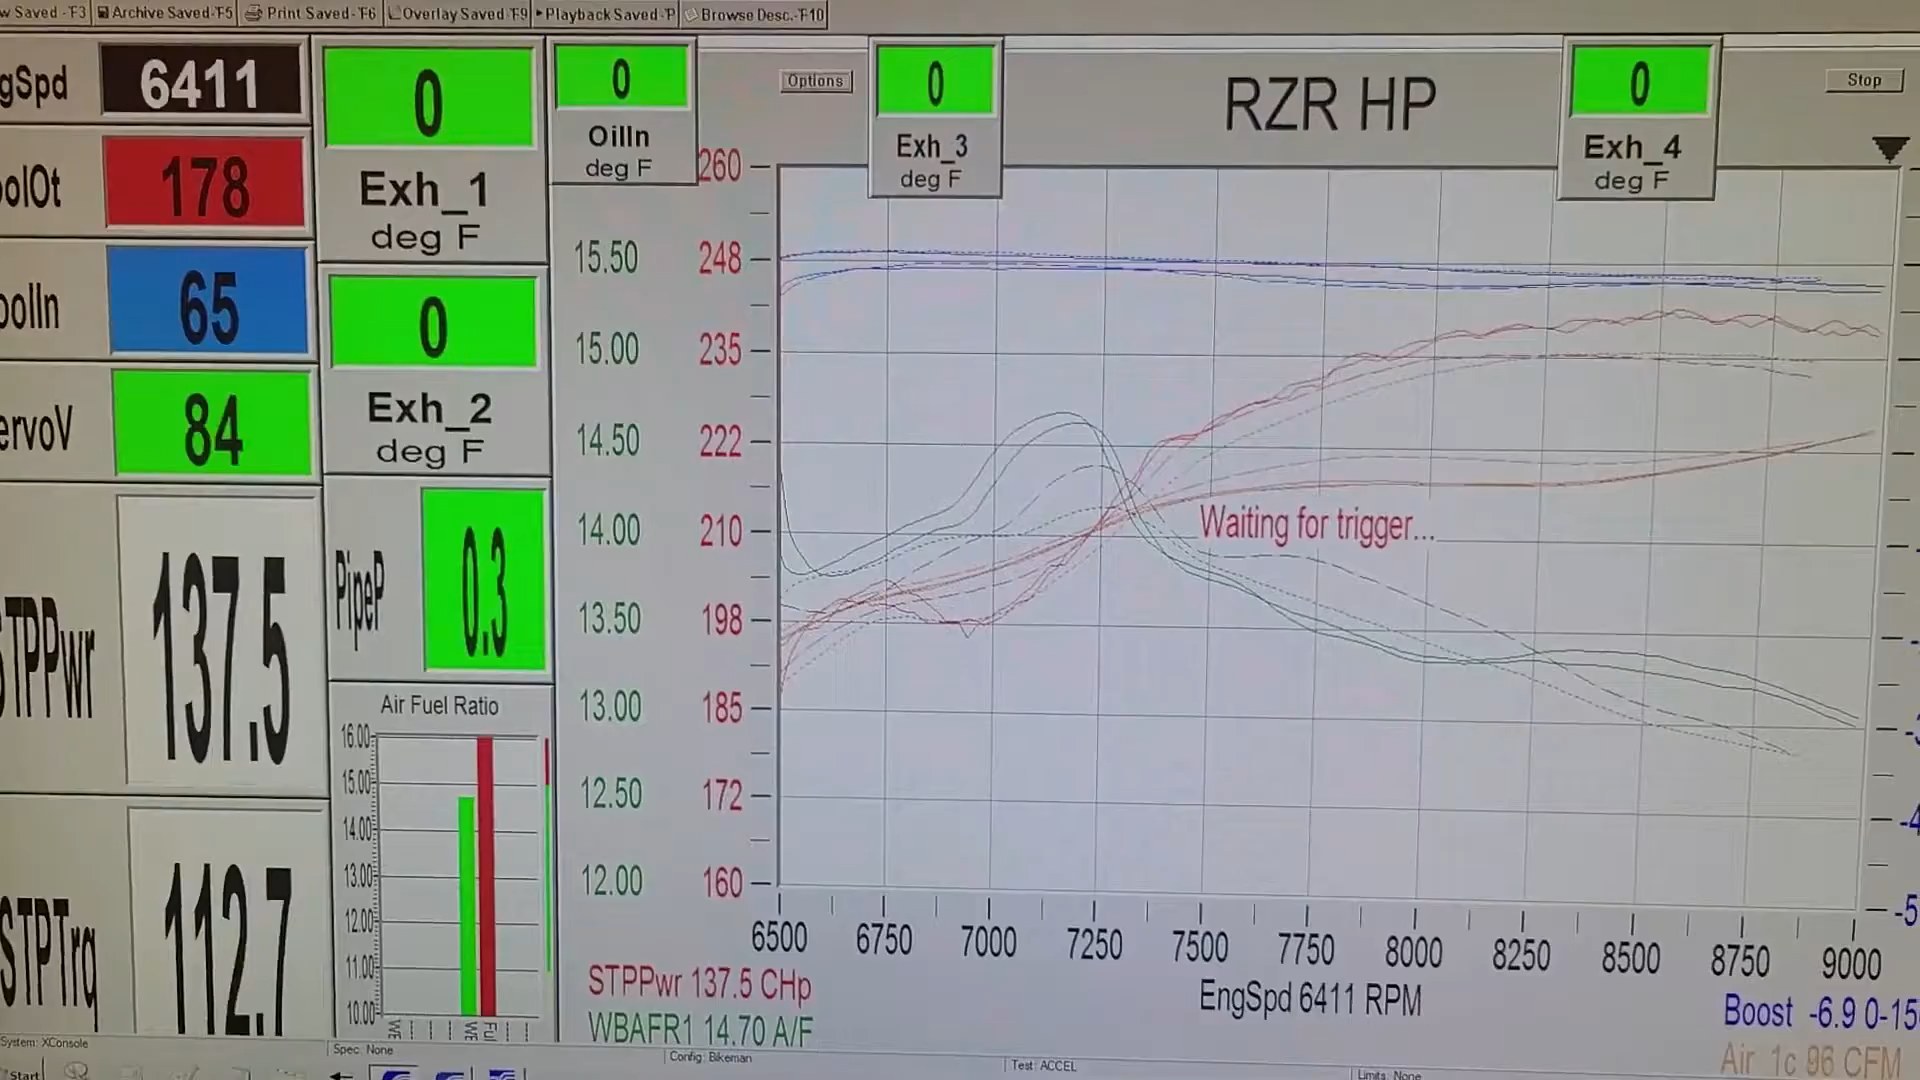 w Saved -F3 Archive Saved-F5 Print Saved-F6 Overlay Saved F9 Playback Saved -P Browse Desc.-F10
gSpd 6411
olOt 178
oolIn 65
ervoV 84
STPPwr 137.5
STPTrq 112.7
0
Exh_1
deg F
0
Exh_2
deg F
PipeP 0.3
Air Fuel Ratio
16.00
15.00
14.00
13.00
12.00
11.00
10.00
0
OilIn
deg F
Options
0
Exh_3
deg F
RZR HP
0
Exh_4
deg F
Stop
260
15.50 248
15.00 235
14.50 222
14.00 210
13.50 198
13.00 185
12.50 172
12.00 160
Waiting for trigger...
-4
-5
6500 6750 7000 7250 7500 7750 8000 8250 8500 8750 9000
STPPwr 137.5 CHp
WBAFR1 14.70 A/F
EngSpd 6411 RPM
Boost -6.9 0-15
Air 1c 96 CFM
System: XConsole
Spec: None
Config: Bikeman
Test: ACCEL
Limits: None
Start